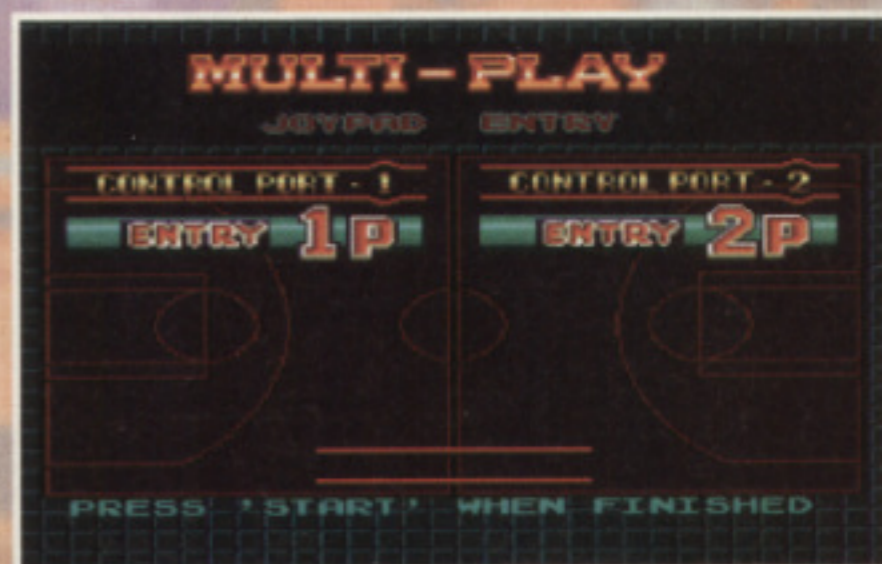 MULTI-PLAY
JOYPAD ENTRY
CONTROL PORT - 1
ENTRY 1P
CONTROL PORT - 2
ENTRY 2P
PRESS 'START' WHEN FINISHED